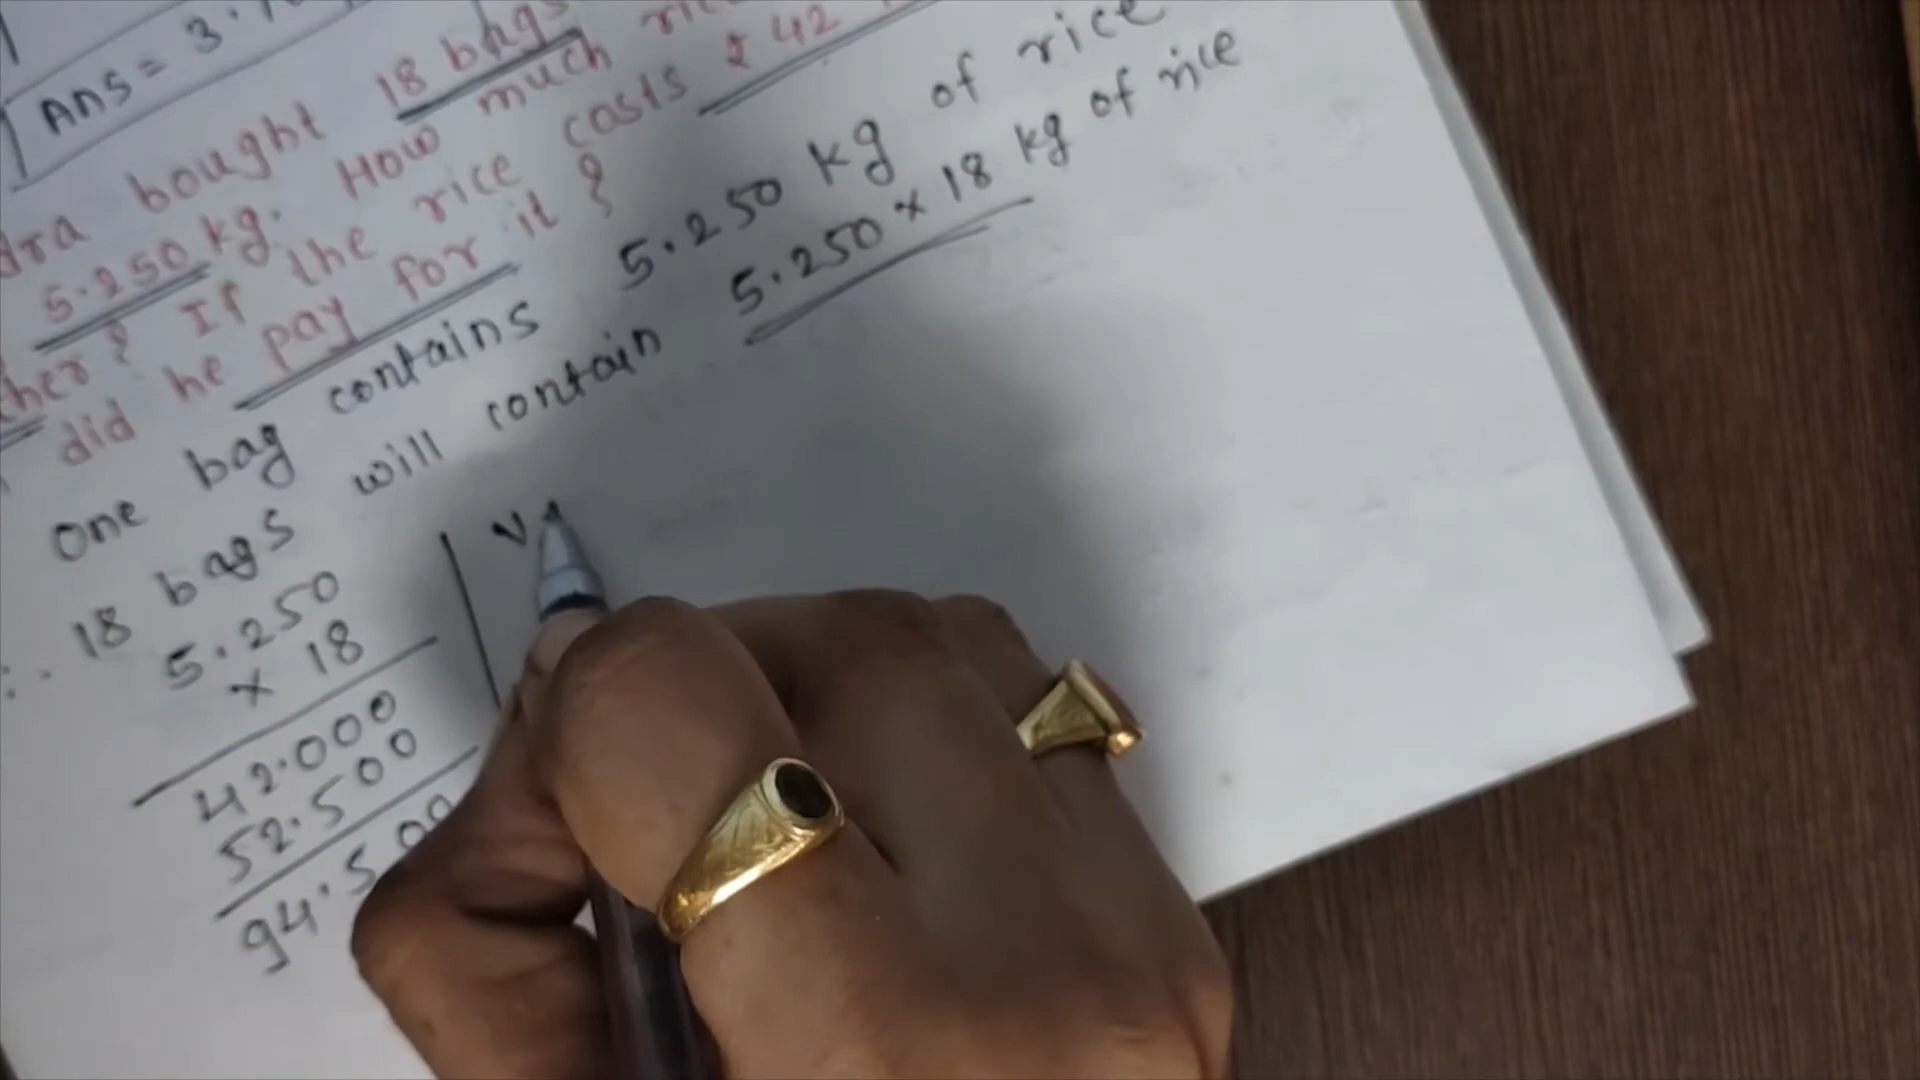 Ans = 3.
dra bought 18 bags
5.250 kg. How much ric
ther? If the rice costs ₹ 42
did he pay for it?
One bag contains 5.250 kg of rice
∴ 18 bags will contain 5.250 × 18 kg of rice
5.250
× 18
42.000
52.500
94.500